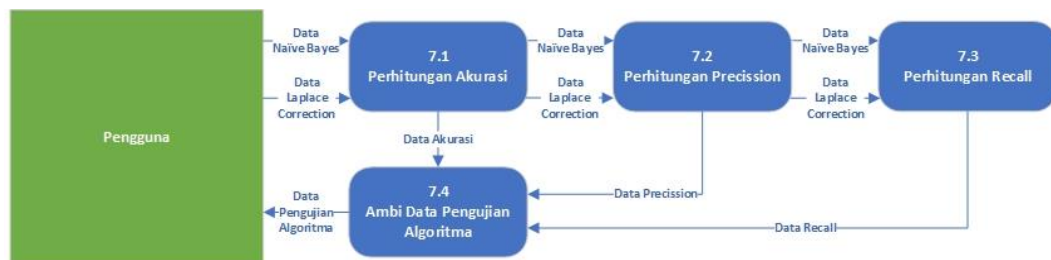 Pengguna
Data
Naïve Bayes
Data
Laplace
Correction
7.1
Perhitungan Akurasi
Data
Naïve Bayes
Data
Laplace
Correction
7.2
Perhitungan Precission
Data
Naïve Bayes
Data
Laplace
Correction
7.3
Perhitungan Recall
Data Akurasi
Data Precission
Data Recall
7.4
Ambi Data Pengujian
Algoritma
Data
Pengujian
Algoritma